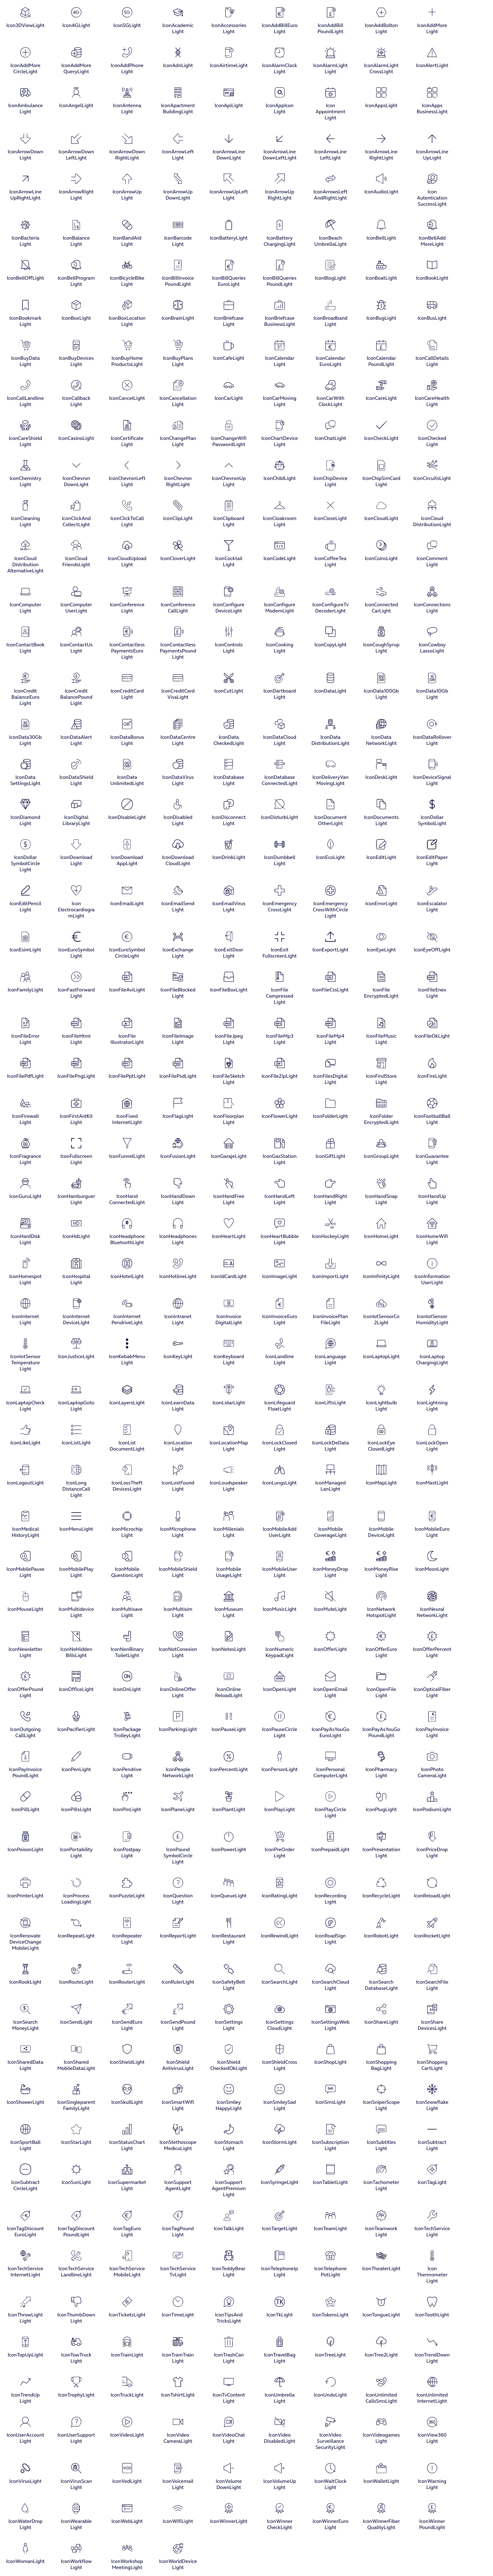 Icon3DViewLight Icon4GLight Icon5GLight IconAcademic IconAccessories IconAddBillEuro IconAddBill IconAddBolton IconAddMore
Light Light Light PoundLight Light Light
IconAddMore IconAddMore IconAddPhone IconAdnLight IconAirtimeLight IconAlarmClock IconAlarmLight IconAlarmLight IconAlertLight
CircleLight QueryLight Light Light Light CrossLight
IconAmbulance IconAngelLight IconAntenna IconApartment IconApiLight IconAppIcon Icon IconAppsLight IconApps
Light Light BuildingLight Light Appointment BusinessLight
Light
IconArrowDown IconArrowDown IconArrowDown IconArrowLeft IconArrowLine IconArrowLine IconArrowLine IconArrowLine IconArrowLine
Light LeftLight RightLight Light DownLight DownLeftLight LeftLight RightLight UpLight
IconArrowLine IconArrowRight IconArrowUp IconArrowUp IconArrowUpLeft IconArrowUp IconArrowsLeft IconAudioLight Icon
UpRightLight Light Light DownLight Light RightLight AndRightLight Autentication
SuccessLight
IconBacteria IconBalance IconBandAid IconBarcode IconBatteryLight IconBattery IconBeach IconBellLight IconBellAdd
Light Light Light Light ChargingLight UmbrellaLight MoreLight
IconBellOffLight IconBellProgram IconBicycleBike IconBillInvoice IconBillQueries IconBillQueries IconBlogLight IconBoatLight IconBookLight
Light Light PoundLight EuroLight PoundLight
IconBookmark IconBoxLight IconBoxLocation IconBrainLight IconBriefcase IconBriefcase IconBroadband IconBugLight IconBusLight
Light Light Light BusinessLight Light
IconBuyData IconBuyDevices IconBuyHome IconBuyPlans IconCafeLight IconCalendar IconCalendar IconCalendar IconCallDetails
Light Light ProductsLight Light Light EuroLight PoundLight Light
IconCallLandline IconCallback IconCancelLight IconCancellation IconCarLight IconCarMoving IconCarWith IconCareLight IconCareHealth
Light Light Light Light ClockLight Light
IconCareShield IconCasinoLight IconCertificate IconChangePlan IconChangeWifi IconChartDevice IconChatLight IconCheckLight IconChecked
Light Light Light PasswordLight Light Light
IconChemistry IconChevron IconChevronLeft IconChevron IconChevronUp IconChildLight IconChipDevice IconChipSimCard IconCircuitsLight
Light DownLight Light RightLight Light Light Light
IconCleaning IconClickAnd IconClickToCall IconClipLight IconClipboard IconCloakroom IconCloseLight IconCloudLight IconCloud
Light CollectLight Light Light Light DistributionLight
IconCloud IconCloud IconCloudUpload IconCloverLight IconCocktail IconCodeLight IconCoffeeTea IconCoinsLight IconComment
Distribution FriendsLight Light Light Light Light
AlternativeLight
IconComputer IconComputer IconConference IconConference IconConfigure IconConfigure IconConfigureTv IconConnected IconConnections
Light UserLight Light CallLight DeviceLight ModernLight DecoderLight CarLight Light
IconContactBook IconContactUs IconContactless IconContactless IconControls IconCooking IconCopyLight IconCoughSyrup IconCowboy
Light Light PaymentsEuro PaymentsPound Light Light Light LassoLight
Light Light
IconCredit IconCredit IconCreditCard IconCreditCard IconCutLight IconDartboard IconDataLight IconData100Gb IconData10Gb
BalanceEuro BalancePound Light VisaLight Light Light Light
Light Light
IconData30Gb IconDataAlert IconDataBonus IconDataCentre IconData IconDataCloud IconData IconData IconDataRollover
Light Light Light Light CheckedLight Light DistributionLight NetworkLight Light
IconData IconDataShield IconData IconDataVirus IconDatabase IconDatabase IconDeliveryVan IconDeskLight IconDeviceSignal
SettingsLight Light UnlimitedLight Light Light ConnectedLight MovingLight Light
IconDiamond IconDigital IconDisableLight IconDisabled IconDisconnect IconDisturbLight IconDocument IconDocuments IconDollar
Light LibraryLight Light Light OtherLight Light SymbolLight
IconDollar IconDownload IconDownload IconDownload IconDrinkLight IconDumbbell IconEcoLight IconEditLight IconEditPaper
SymbolCircle Light AppLight CloudLight Light Light
Light
IconEditPencil Icon IconEmailLight IconEmailSend IconEmailVirus IconEmergency IconEmergency IconErrorLight IconEscalator
Light Electrocardiogra Light Light CrossLight CrossWithCircle Light
mLight Light
IconEsimLight IconEuroSymbol IconEuroSymbol IconExchange IconExitDoor IconExit IconExportLight IconEyeLight IconEyeOffLight
Light CircleLight Light Light FullscreenLight
IconFamilyLight IconFastForward IconFileAviLight IconFileBlocked IconFileBoxLight IconFile IconFileCssLight IconFile IconFileEnex
Light Light Compressed EncryptedLight Light
Light
IconFileError IconFileHtml IconFile IconFileImage IconFileJpeg IconFileMp3 IconFileMp4 IconFileMusic IconFileOkLight
Light Light IllustratorLight Light Light Light Light Light
IconFilePdfLight IconFilePngLight IconFilePptLight IconFilePsdLight IconFileSketch IconFileZipLight IconFilesDigital IconFindStore IconFireLight
Light Light Light
IconFirewall IconFirstAidKit IconFixed IconFlagLight IconFloorplan IconFlowerLight IconFolderLight IconFolder IconFootballBall
Light Light InternetLight Light EncryptedLight Light
IconFragrance IconFullscreen IconFunnelLight IconFusionLight IconGarageLight IconGasStation IconGiftLight IconGroupLight IconGuarantee
Light Light Light Light
IconGuruLight IconHamburguer IconHand IconHandDown IconHandFree IconHandLeft IconHandRight IconHandSnap IconHandUp
Light ConnectedLight Light Light Light Light Light Light
IconHardDisk IconHdLight IconHeadphone IconHeadphones IconHeartLight IconHeartBubble IconHockeyLight IconHomeLight IconHomeWifi
Light BluetoothLight Light Light Light
IconHomespot IconHospital IconHotelLight IconHotlineLight IconIdCardLight IconImageLight IconImportLight IconInfinityLight IconInformation
Light Light UserLight
IconInternet IconInternet IconInternet IconIntranet IconInvoice IconInvoiceEuro IconInvoicePlan IconIotSensorCo IconIotSensor
Light DeviceLight PendriveLight Light DigitalLight Light FileLight 2Light HumidityLight
IconIotSensor IconJusticeLight IconKebabMenu IconKeyLight IconKeyboard IconLandline IconLanguage IconLaptopLight IconLaptop
Temperature Light Light Light Light ChargingLight
Light
IconLaptopCheck IconLaptopGoto IconLayersLight IconLearnData IconLidarLight IconLifeguard IconLiftsLight IconLightbulb IconLightning
Light Light Light FloatLight Light Light
IconLikeLight IconListLight IconList IconLocation IconLocationMap IconLockClosed IconLockDeData IconLockEye IconLockOpen
DocumentLight Light Light Light Light ClosedLight Light
IconLogoutLight IconLong IconLossTheft IconLostFound IconLoudspeaker IconLungsLight IconManaged IconMapLight IconMastLight
DistanceCall DevicesLight Light Light LanLight
Light
IconMedical IconMenuLight IconMicrochip IconMicrophone IconMillenials IconMobileAdd IconMobile IconMobile IconMobileEuro
HistoryLight Light Light Light UserLight CoverageLight DeviceLight Light
IconMobilePause IconMobilePlay IconMobile IconMobileShield IconMobile IconMobileUser IconMoneyDrop IconMoneyRise IconMoonLight
Light Light QuestionLight Light UsageLight Light Light Light
IconMouseLight IconMultidevice IconMultisave IconMultisim IconMuseum IconMusicLight IconMuteLight IconNetwork IconNeural
Light Light Light Light HotspotLight NetworkLight
IconNewsletter IconNoHidden IconNonBinary IconNotConexion IconNotesLight IconNumeric IconOfferLight IconOfferEuro IconOfferPercent
Light BillsLight ToiletLight Light KeypadLight Light Light
IconOfferPound IconOfficeLight IconOnLight IconOnlineOffer IconOnline IconOpenLight IconOpenEmail IconOpenFile IconOpticalFiber
Light Light ReloadLight Light Light Light
IconOutgoing IconPacifierLight IconPackage IconParkingLight IconPauseLight IconPauseCircle IconPayAsYouGo IconPayAsYouGo IconPayInvoice
CallLight TrolleyLight Light EuroLight PoundLight Light
IconPayInvoice IconPenLight IconPendrive IconPeople IconPercentLight IconPersonLight IconPersonal IconPharmacy IconPhoto
PoundLight Light NetworkLight ComputerLight Light CameraLight
IconPillLight IconPillsLight IconPinLight IconPlaneLight IconPlantLight IconPlayLight IconPlayCircle IconPlugLight IconPodiumLight
Light
IconPoisonLight IconPortability IconPostpay IconPound IconPowerLight IconPreOrder IconPrepaidLight IconPresentation IconPriceDrop
Light Light SymbolCircle Light Light Light
Light
IconPrinterLight IconProcess IconPuzzleLight IconQuestion IconQueueLight IconRatingLight IconRecording IconRecycleLight IconReloadLight
LoadingLight Light Light
IconRenovate IconRepeatLight IconRepeater IconReportLight IconRestaurant IconRewindLight IconRoadSign IconRobotLight IconRocketLight
DeviceChange Light Light Light
MobileLight
IconRookLight IconRouteLight IconRouterLight IconRulerLight IconSafetyBelt IconSearchLight IconSearchCloud IconSearch IconSearchFile
Light Light DatabaseLight Light
IconSearch IconSendLight IconSendEuro IconSendPound IconSettings IconSettings IconSettingsWeb IconShareLight IconShare
MoneyLight Light Light Light CloudLight Light DevicesLight
IconSharedData IconShared IconShieldLight IconShield IconShield IconShieldCross IconShopLight IconShopping IconShopping
Light MobileDataLight AntivirusLight CheckedOkLight Light BagLight CartLight
IconShowerLight IconSingleparent IconSkullLight IconSmartWifi IconSmiley IconSmileySad IconSmsLight IconSniperScope IconSnowflake
FamilyLight Light HappyLight Light Light Light
IconSportBall IconStarLight IconStatusChart IconStethoscope IconStomach IconStormLight IconSubscription IconSubtitles IconSubtract
Light Light MedicoLight Light Light Light Light
IconSubtract IconSunLight IconSupermarket IconSupport IconSupport IconSyringeLight IconTabletLight IconTachometer IconTagLight
CircleLight Light AgentLight AgentPremium Light
Light
IconTagDiscount IconTagDiscount IconTagEuro IconTagPound IconTalkLight IconTargetLight IconTeamLight IconTeamwork IconTechService
EuroLight PoundLight Light Light Light Light
IconTechService IconTechService IconTechService IconTechService IconTeddyBear IconTelephoneIp IconTelephone IconTheaterLight Icon
InternetLight LandlineLight MobileLight TvLight Light Light PotLight Thermometer
Light
IconThrowLight IconThumbDown IconTicketsLight IconTimeLight IconTipsAnd IconTkLight IconTokensLight IconTongueLight IconToothLight
Light TricksLight
IconTopUpLight IconTowTruck IconTrainLight IconTramTrain IconTrashCan IconTravelBag IconTreeLight IconTree2Light IconTrendDown
Light Light Light Light Light
IconTrendUp IconTrophyLight IconTruckLight IconTshirtLight IconTvContent IconUmbrella IconUndoLight IconUnlimited IconUnlimited
Light Light Light CallsSmsLight InternetLight
IconUserAccount IconUserSupport IconVideoLight IconVideo IconVideoChat IconVideo IconVideo IconVideogames IconView360
Light Light CameraLight Light DisabledLight Surveillance Light Light
SecurityLight
IconVirusLight IconVirusScan IconVodLight IconVoicemail IconVolume IconVolumeUp IconWaitClock IconWalletLight IconWarning
Light Light DownLight Light Light Light
IconWaterDrop IconWearable IconWebLight IconWifiLight IconWinnerLight IconWinner IconWinnerEuro IconWinnerFiber IconWinner
Light Light CheckLight Light QualityLight PoundLight
IconWomanLight IconWorkflow IconWorkshop IconWorldDevice
Light MeetingLight Light